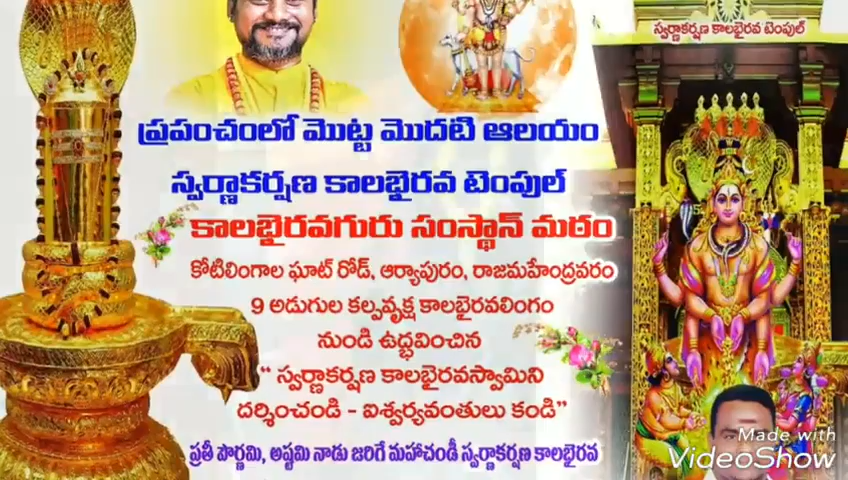 స్వర్ణాకర్షణ కాలభైరవ టెంపుల్
ప్రపంచంలో మొట్ట మొదటి ఆలయం
స్వర్ణాకర్షణ కాలభైరవ టెంపుల్
కాలభైరవగురు సంస్థాన్ మఠం
కోటిలింగాల ఘాట్ రోడ్, ఆర్యాపురం, రాజమహేంద్రవరం
9 అడుగుల కల్పవృక్ష కాలభైరవలింగం
నుండి ఉద్భవించిన
“ స్వర్ణాకర్షణ కాలభైరవస్వామిని
దర్శించండి - ఐశ్వర్యవంతులు కండి”
ప్రతీ పౌర్ణమి, అష్టమి నాడు జరిగే మహాచండీ స్వర్ణాకర్షణ కాలభైరవ
Made with
VideoShow